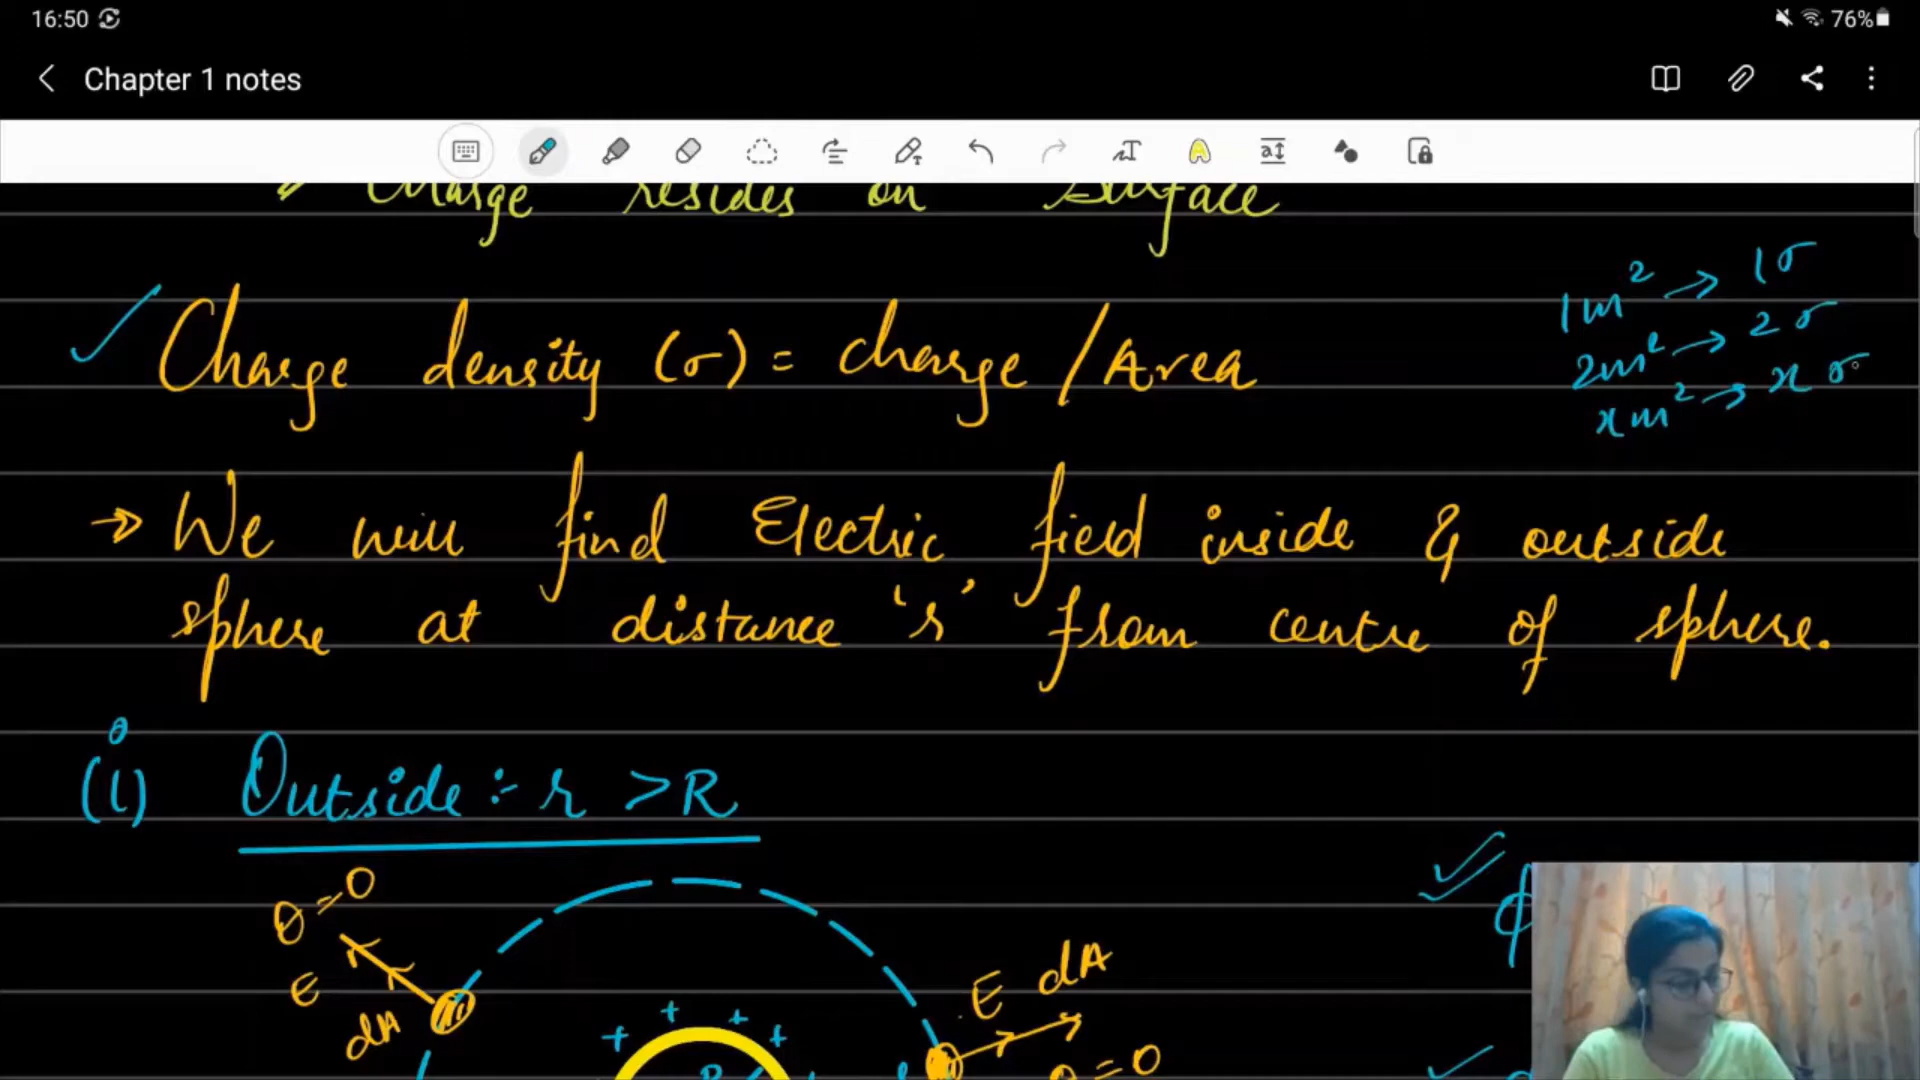 16:50
76%
Chapter 1 notes
Charge resides on surface
1m² → 1σ
2m² → 2σ
xm² → xσ
✓ Charge density (σ) = charge / Area
→ We will find Electric field inside & outside
sphere at distance 'r' from centre of sphere.
(i) Outside :- r > R
θ = 0
E
dA
E dA
θ = 0
+ + + +
R
ϕ